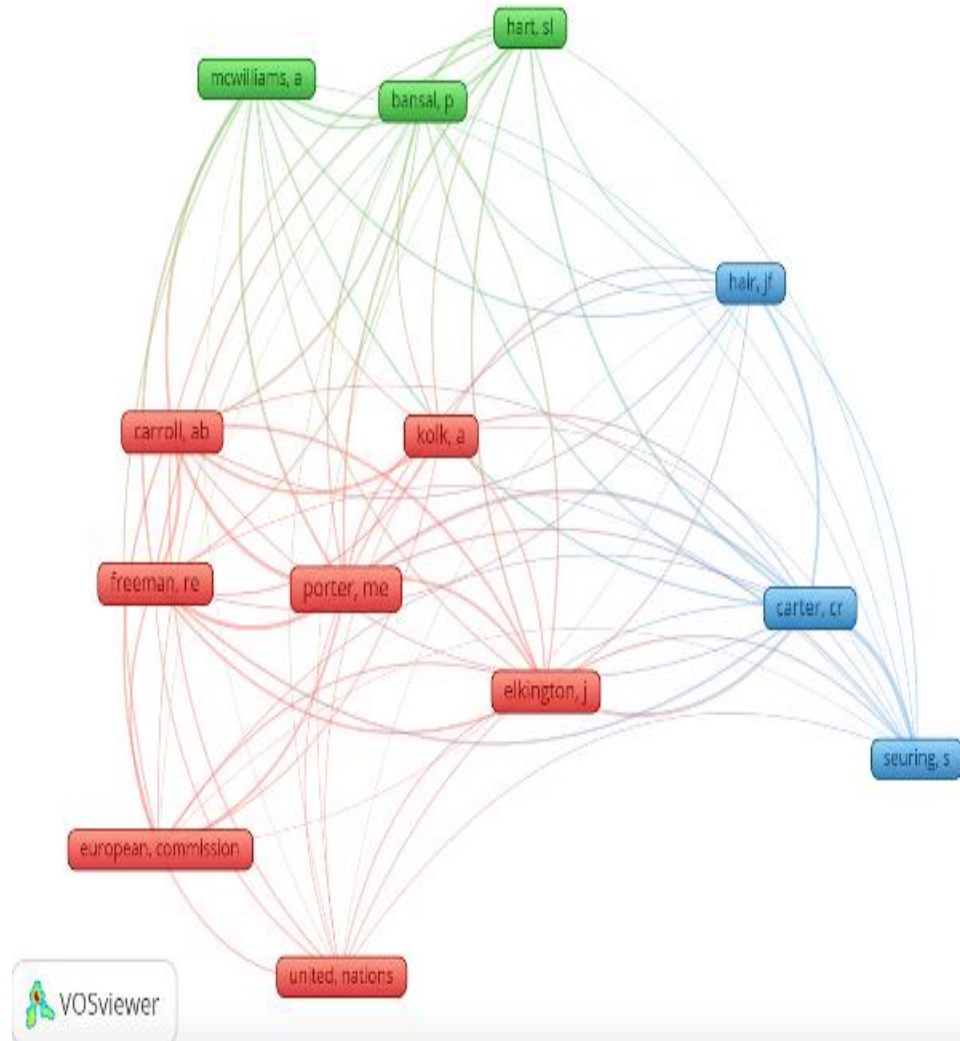 hart, sl
mcwilliams, a
bansal, p
hair, jf
carroll, ab
kolk, a
freeman, re
porter, me
carter, cr
elkington, j
seuring, s
european, commission
united, nations
VOSviewer